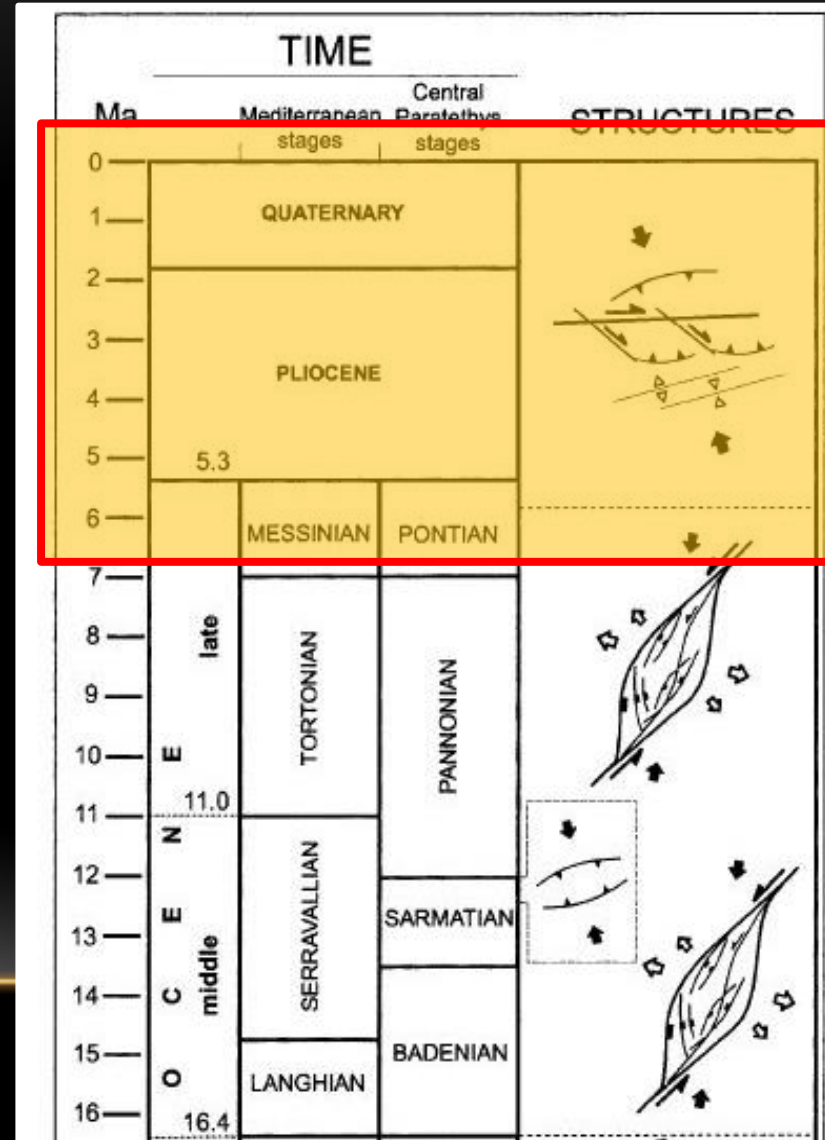 TIME
Ma
Mediterranean
stages
Central
Paratethys
stages
STRUCTURES
0
1
QUATERNARY
2
3
PLIOCENE
4
5
5.3
6
MESSINIAN
PONTIAN
7
late
8
TORTONIAN
9
PANNONIAN
10
E
11.0
11
N
12
SARMATIAN
E
13
SERRAVALLIAN
middle
C
14
15
BADENIAN
O
LANGHIAN
16
16.4